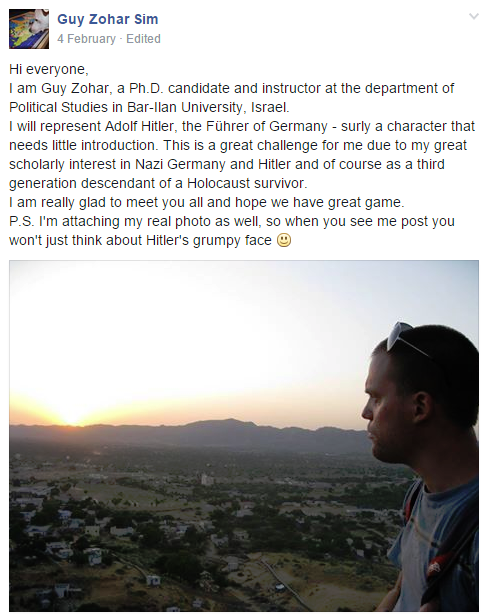 Guy Zohar Sim
4 February · Edited
Hi everyone,
I am Guy Zohar, a Ph.D. candidate and instructor at the department of
Political Studies in Bar-Ilan University, Israel.
I will represent Adolf Hitler, the Führer of Germany - surly a character that
needs little introduction. This is a great challenge for me due to my great
scholarly interest in Nazi Germany and Hitler and of course as a third
generation descendant of a Holocaust survivor.
I am really glad to meet you all and hope we have great game.
P.S. I'm attaching my real photo as well, so when you see me post you
won't just think about Hitler's grumpy face